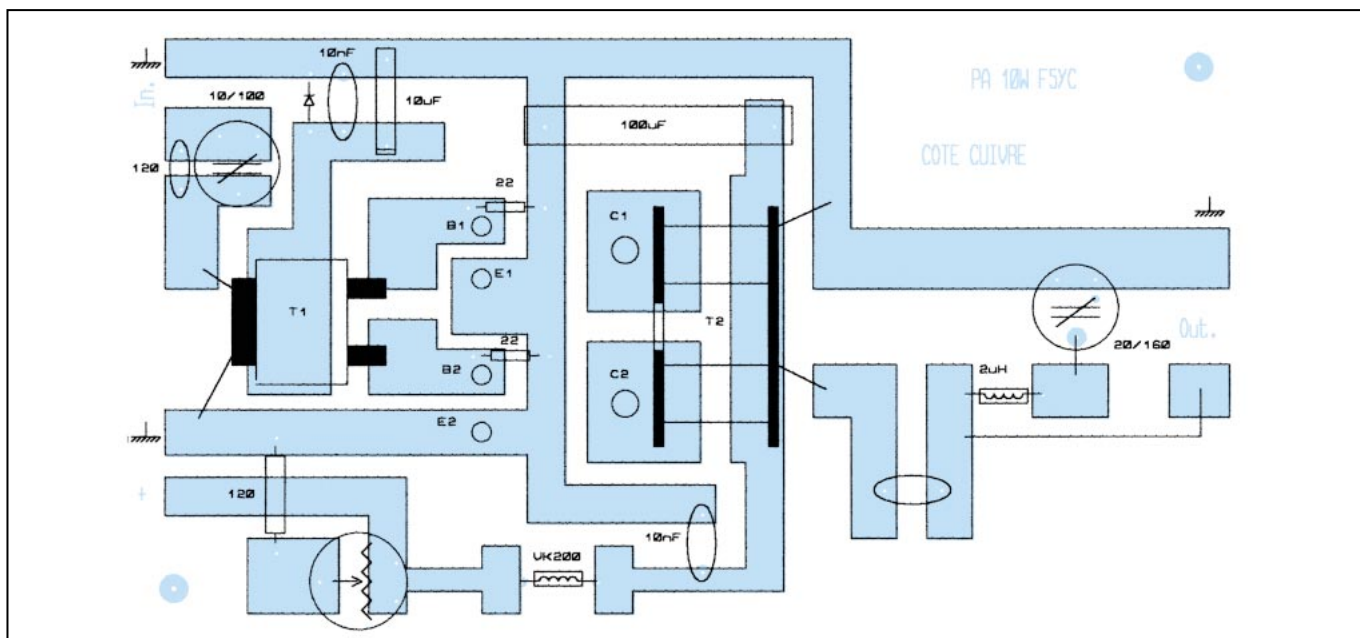 10nF
PA 10W F5YC
In.
10/100
10uF
100uF
COTE CUIVRE
120
22
B1
C1
E1
T1
T2
22
20/160
Out.
B2
C2
2uH
E2
+
120
10nF
VK200